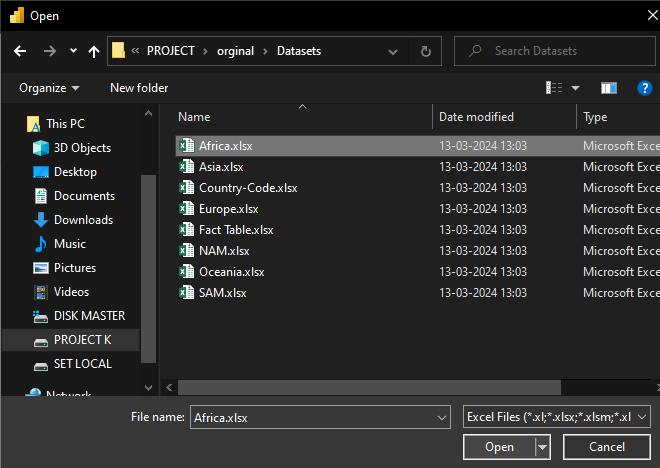 Open
PROJECT orginal Datasets
Search Datasets
Organize New folder
Name Date modified Type
This PC
3D Objects
Desktop
Documents
Downloads
Music
Pictures
Videos
DISK MASTER
PROJECT K
SET LOCAL
Network
Africa.xlsx 13-03-2024 13:03 Microsoft Exce
Asia.xlsx 13-03-2024 13:03 Microsoft Exce
Country-Code.xlsx 13-03-2024 13:03 Microsoft Exce
Europe.xlsx 13-03-2024 13:03 Microsoft Exce
Fact Table.xlsx 13-03-2024 13:03 Microsoft Exce
NAM.xlsx 13-03-2024 13:03 Microsoft Exce
Oceania.xlsx 13-03-2024 13:03 Microsoft Exce
SAM.xlsx 13-03-2024 13:03 Microsoft Exce
File name: Africa.xlsx Excel Files (*.xl;*.xlsx;*.xlsm;*.xl
Open Cancel